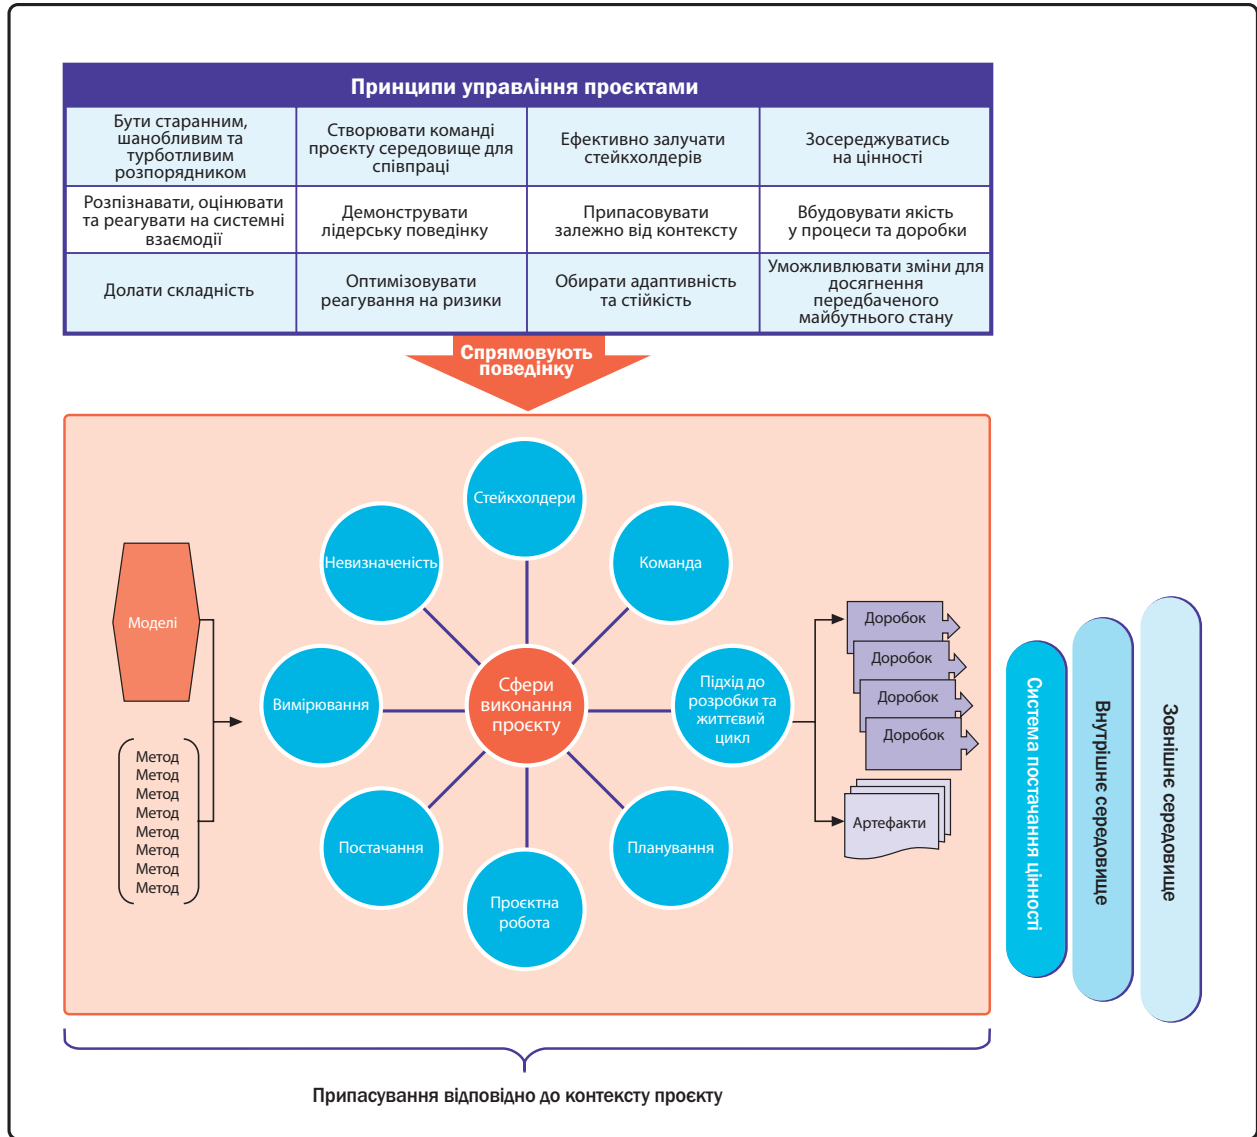 Принципи управління проєктами
Бути старанним,
шанобливим та
турботливим
розпорядником
Створювати команді
проєкту середовище для
співпраці
Ефективно залучати
стейкхолдерів
Зосереджуватись
на цінності
Розпізнавати, оцінювати
та реагувати на системні
взаємодії
Демонструвати
лідерську поведінку
Припасовувати
залежно від контексту
Вбудовувати якість
у процеси та доробки
Долати складність
Оптимізовувати
реагування на ризики
Обирати адаптивність
та стійкість
Уможливлювати зміни для
досягнення
передбаченого
майбутнього стану
Спрямовують
поведінку
Стейкхолдери
Невизначеність
Команда
Моделі
Вимірювання
Сфери
виконання
проєкту
Підхід до
розробки та
життєвий
цикл
Доробок
Доробок
Доробок
Доробок
Метод
Метод
Метод
Метод
Метод
Метод
Метод
Метод
Постачання
Проєктна
робота
Планування
Артефакти
Система постачання цінності
Внутрішнє середовище
Зовнішнє середовище
Припасування відповідно до контексту проєкту